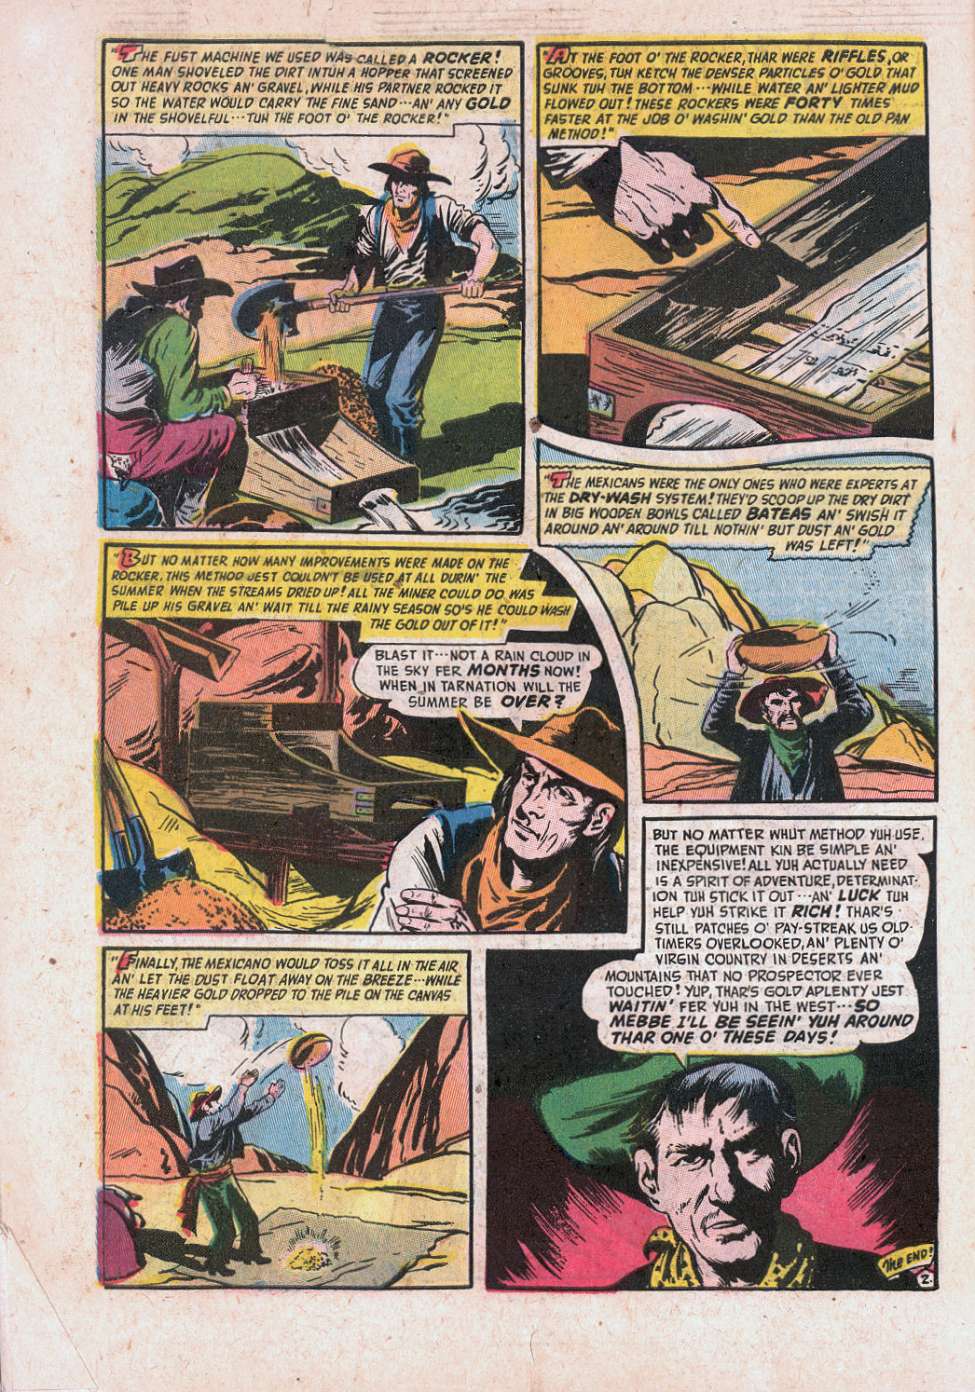 "THE FUST MACHINE WE USED WAS CALLED A ROCKER!
ONE MAN SHOVELED THE DIRT INTUH A HOPPER THAT SCREENED
OUT HEAVY ROCKS AN' GRAVEL, WHILE HIS PARTNER ROCKED IT
SO THE WATER WOULD CARRY THE FINE SAND---AN' ANY GOLD
IN THE SHOVELFUL---TUH THE FOOT O' THE ROCKER!"
"AT THE FOOT O' THE ROCKER, THAR WERE RIFFLES, OR
GROOVES, TUH KETCH THE DENSER PARTICLES O' GOLD THAT
SUNK TUH THE BOTTOM---WHILE WATER AN' LIGHTER MUD
FLOWED OUT! THESE ROCKERS WERE FORTY TIMES
FASTER AT THE JOB O' WASHIN' GOLD THAN THE OLD PAN
METHOD!"
"THE MEXICANS WERE THE ONLY ONES WHO WERE EXPERTS AT
THE DRY-WASH SYSTEM! THEY'D SCOOP UP THE DRY DIRT
IN BIG WOODEN BOWLS CALLED BATEAS AN' SWISH IT
AROUND AN' AROUND TILL NOTHIN' BUT DUST AN' GOLD
WAS LEFT!"
"BUT NO MATTER HOW MANY IMPROVEMENTS WERE MADE ON THE
ROCKER, THIS METHOD JEST COULDN'T BE USED AT ALL DURIN' THE
SUMMER WHEN THE STREAMS DRIED UP! ALL THE MINER COULD DO WAS
PILE UP HIS GRAVEL AN' WAIT TILL THE RAINY SEASON SO'S HE COULD WASH
THE GOLD OUT OF IT!"
BLAST IT---NOT A RAIN CLOUD IN
THE SKY FER MONTHS NOW!
WHEN IN TARNATION WILL THE
SUMMER BE OVER?
"FINALLY, THE MEXICANO WOULD TOSS IT ALL IN THE AIR
AN' LET THE DUST FLOAT AWAY ON THE BREEZE---WHILE
THE HEAVIER GOLD DROPPED TO THE PILE ON THE CANVAS
AT HIS FEET!"
BUT NO MATTER WHUT METHOD YUH USE,
THE EQUIPMENT KIN BE SIMPLE AN'
INEXPENSIVE! ALL YUH ACTUALLY NEED
IS A SPIRIT OF ADVENTURE, DETERMINAT-
ION TUH STICK IT OUT---AN' LUCK TUH
HELP YUH STRIKE IT RICH! THAR'S
STILL PATCHES O' PAY-STREAK US OLD-
TIMERS OVERLOOKED, AN' PLENTY O'
VIRGIN COUNTRY IN DESERTS AN'
MOUNTAINS THAT NO PROSPECTOR EVER
TOUCHED! YUP, THAR'S GOLD APLENTY JEST
WAITIN' FER YUH IN THE WEST---SO
MEBBE I'LL BE SEEIN' YUH AROUND
THAR ONE O' THESE DAYS!
THE END!
2.